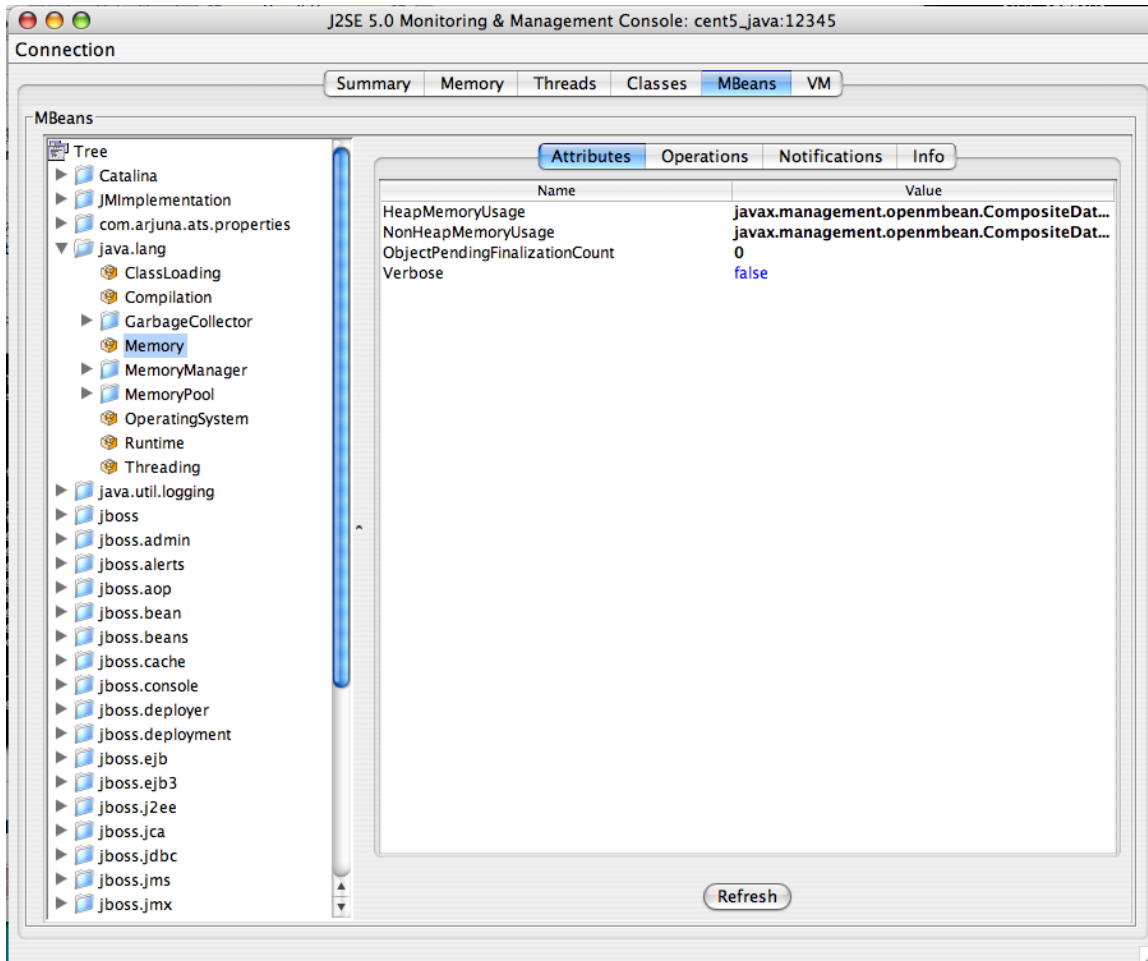 J2SE 5.0 Monitoring & Management Console: cent5_java:12345
Connection
Summary Memory Threads Classes MBeans VM
MBeans
Tree
Catalina
JMImplementation
com.arjuna.ats.properties
java.lang
ClassLoading
Compilation
GarbageCollector
Memory
MemoryManager
MemoryPool
OperatingSystem
Runtime
Threading
java.util.logging
jboss
jboss.admin
jboss.alerts
jboss.aop
jboss.bean
jboss.beans
jboss.cache
jboss.console
jboss.deployer
jboss.deployment
jboss.ejb
jboss.ejb3
jboss.j2ee
jboss.jca
jboss.jdbc
jboss.jms
jboss.jmx
Attributes Operations Notifications Info
Name Value
HeapMemoryUsage javax.management.openmbean.CompositeDat...
NonHeapMemoryUsage javax.management.openmbean.CompositeDat...
ObjectPendingFinalizationCount 0
Verbose false
Refresh